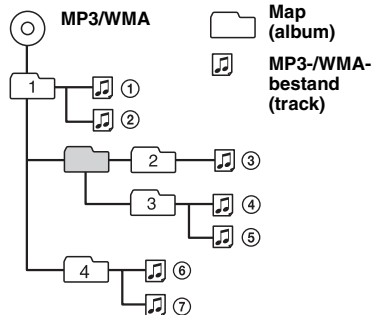 MP3/WMA
Map
(album)
MP3-/WMA-
bestand
(track)
1
①
②
2
③
3
④
⑤
4
⑥
⑦